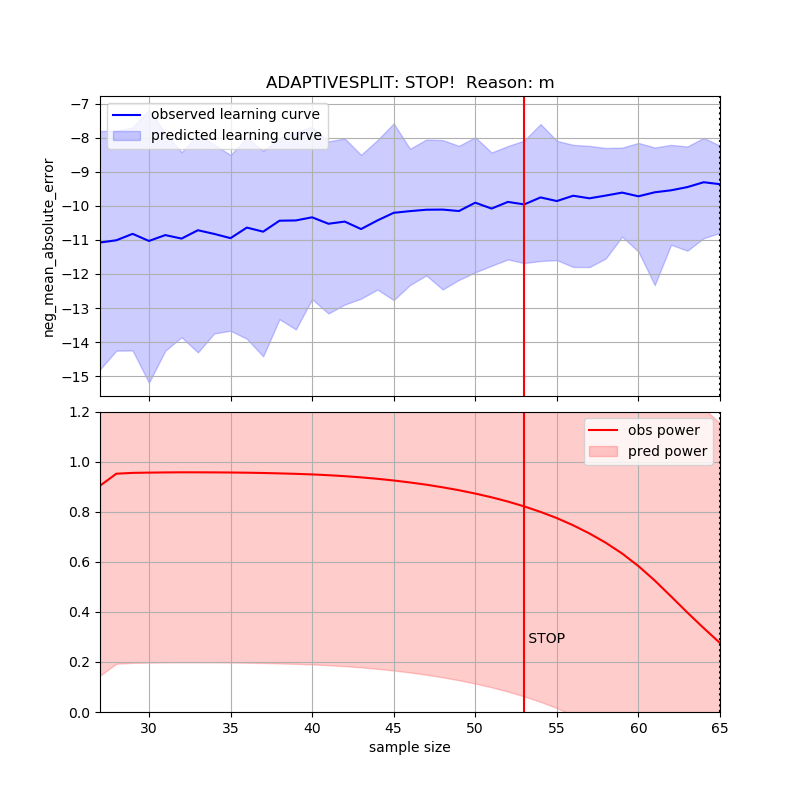 ADAPTIVESPLIT: STOP!  Reason: m
neg_mean_absolute_error
−7
−8
−9
−10
−11
−12
−13
−14
−15
observed learning curve
predicted learning curve
1.2
1.0
0.8
0.6
0.4
0.2
0.0
obs power
pred power
STOP
30 35 40 45 50 55 60 65
sample size